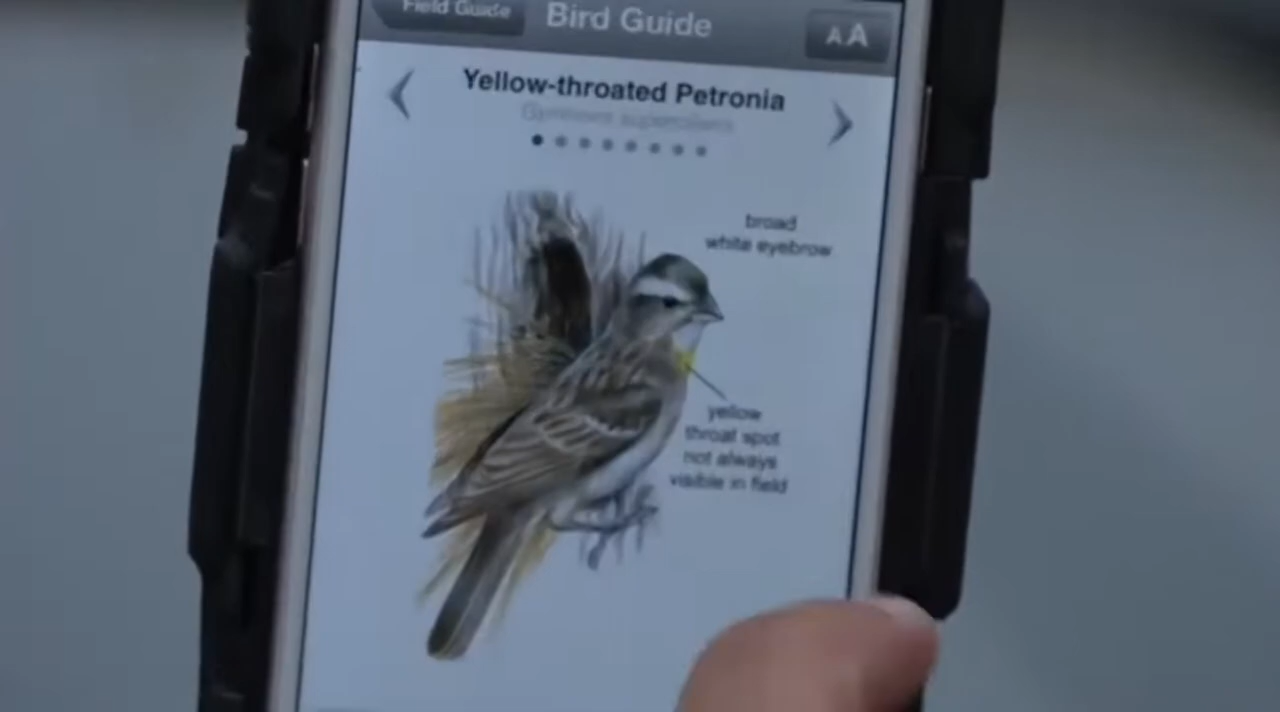 Field Guide
Bird Guide
AA
Yellow-throated Petronia
broad
white eyebrow
yellow
throat spot
not always
visible in field